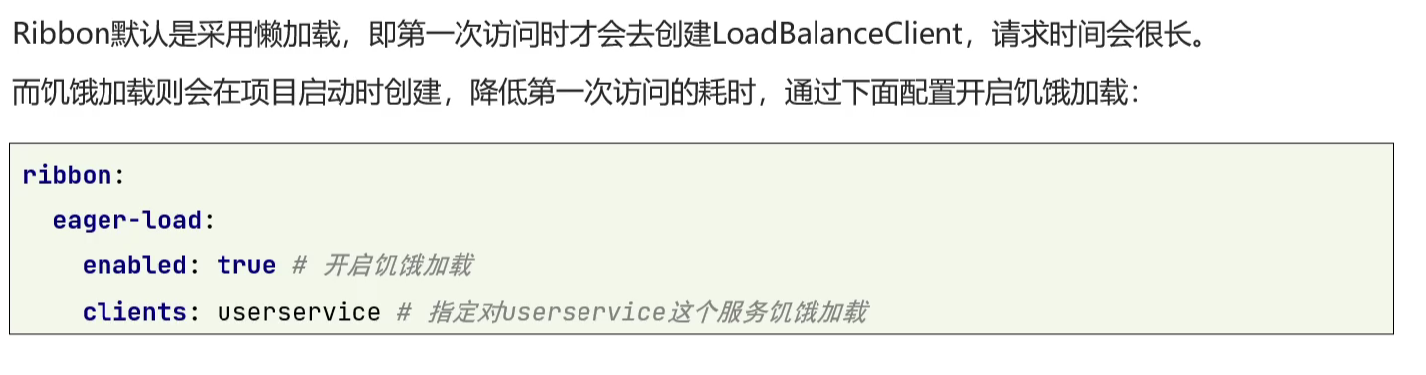 Ribbon默认是采用懒加载，即第一次访问时才会去创建LoadBalanceClient，请求时间会很长。
而饥饿加载则会在项目启动时创建，降低第一次访问的耗时，通过下面配置开启饥饿加载：
ribbon:
  eager-load:
    enabled: true # 开启饥饿加载
    clients: userservice # 指定对userservice这个服务饥饿加载